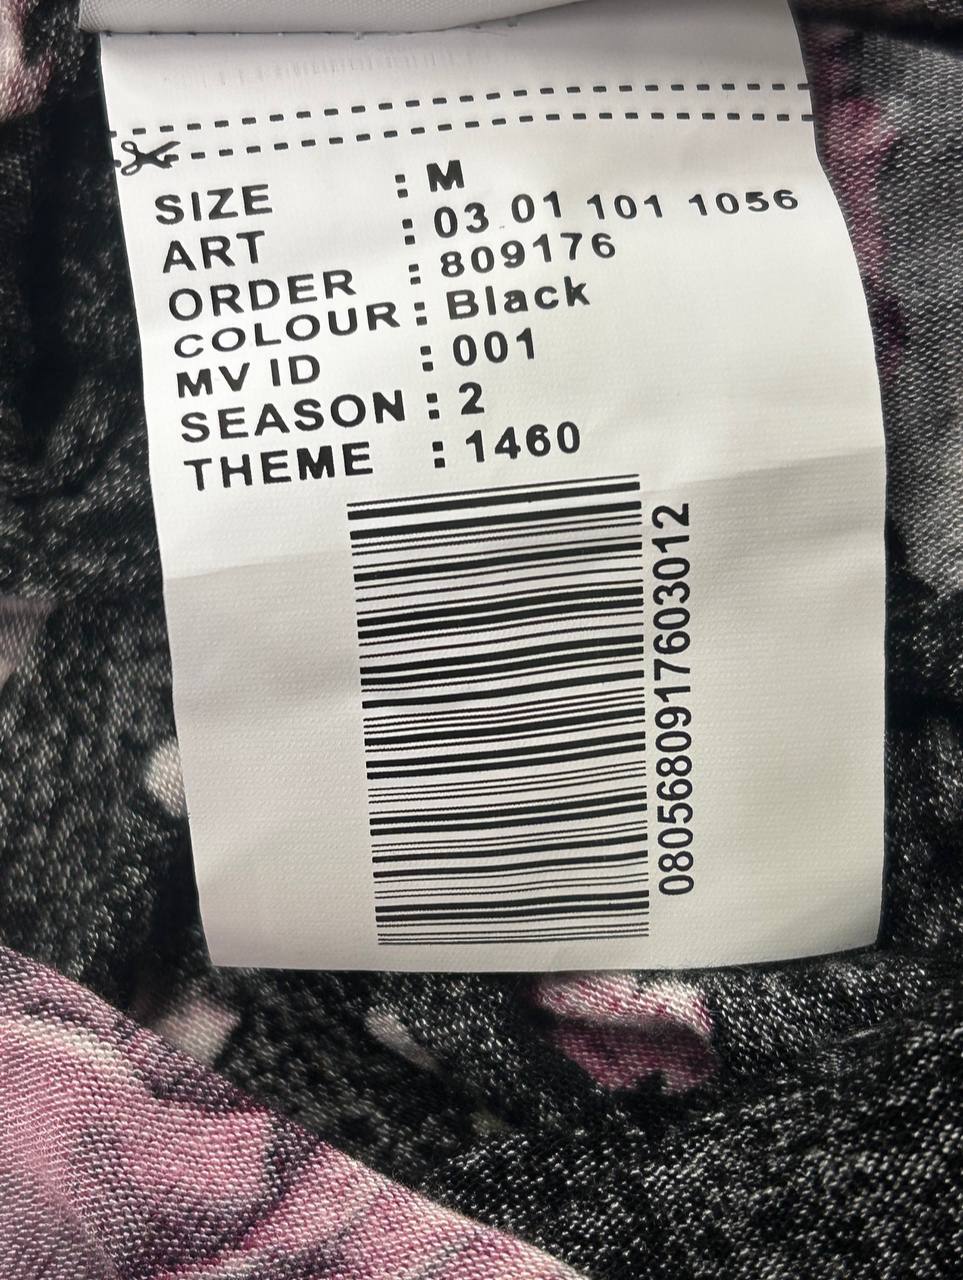 SIZE : M
ART : 03 01 101 1056
ORDER : 809176
COLOUR : Black
MV ID : 001
SEASON : 2
THEME : 1460
0805680917603012